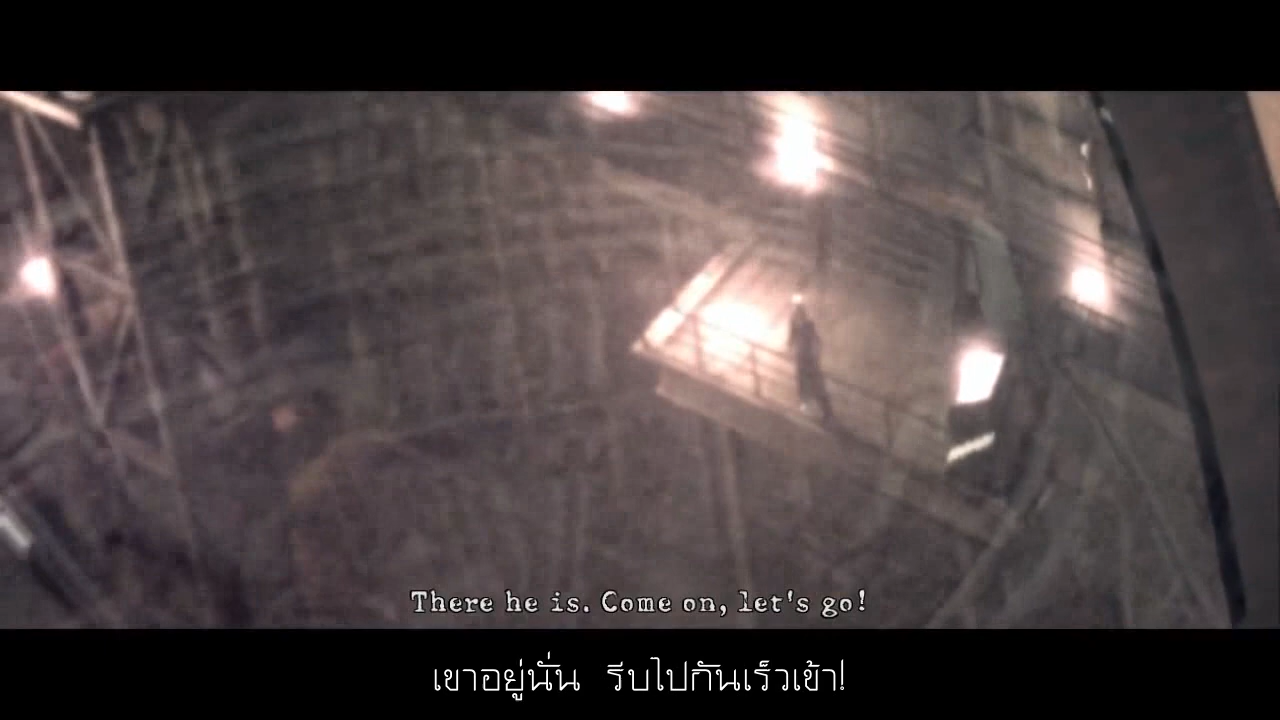 There he is. Come on, let's go!
เขาอยู่นั่น รีบไปกันเร็วเข้า!